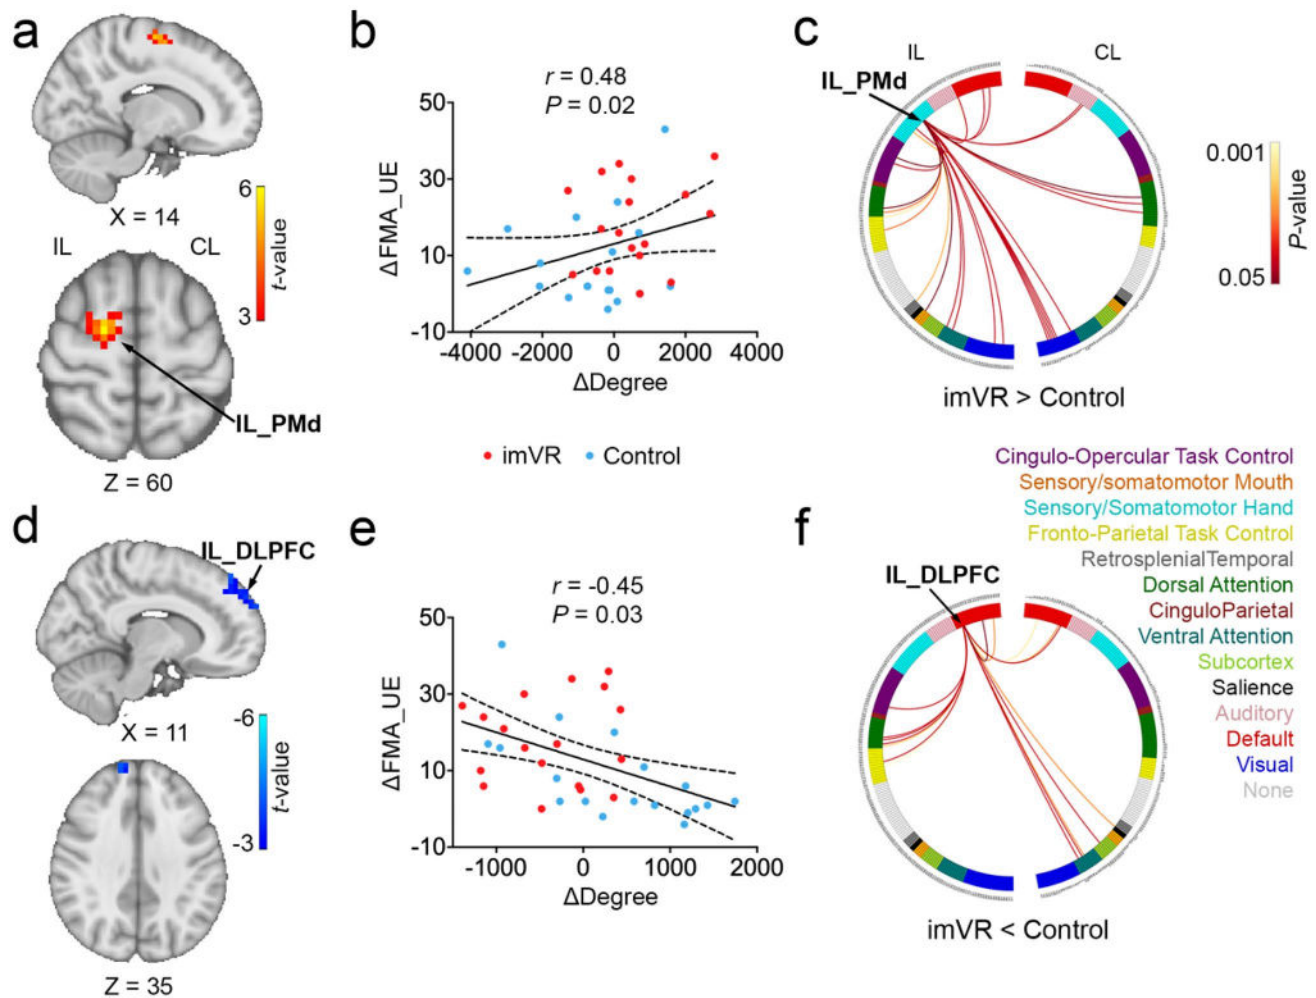 a
X = 14
IL
CL
6
t-value
3
IL_PMd
Z = 60
b
r = 0.48
P = 0.02
ΔFMA_UE
50
30
10
-10
-4000
-2000
0
2000
4000
ΔDegree
imVR
Control
c
IL
CL
IL_PMd
0.001
P-value
0.05
imVR > Control
d
IL_DLPFC
X = 11
-6
t-value
-3
Z = 35
e
r = -0.45
P = 0.03
ΔFMA_UE
50
30
10
-10
-1000
0
1000
2000
ΔDegree
f
IL_DLPFC
imVR < Control
Cingulo-Opercular Task Control
Sensory/somatomotor Mouth
Sensory/Somatomotor Hand
Fronto-Parietal Task Control
RetrosplenialTemporal
Dorsal Attention
CinguloParietal
Ventral Attention
Subcortex
Salience
Auditory
Default
Visual
None